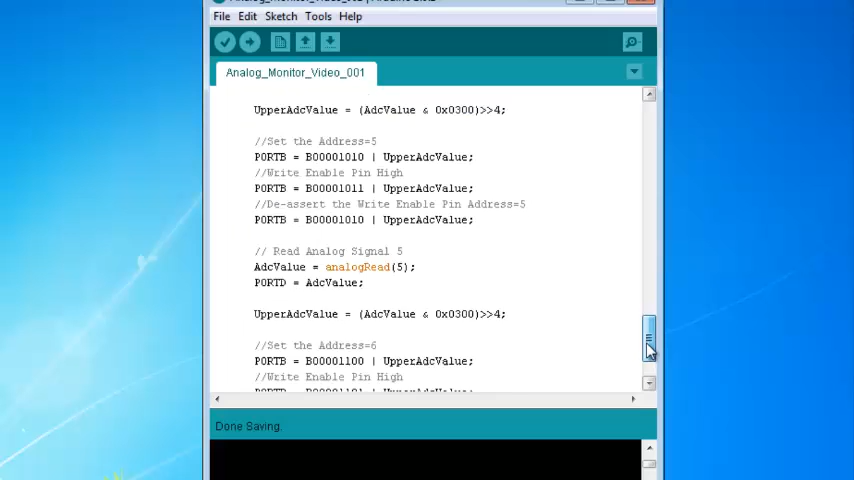 File Edit Sketch Tools Help
Analog_Monitor_Video_001
UpperAdcValue = (AdcValue & 0x0300)>>4;
//Set the Address=5
PORTB = B00001010 | UpperAdcValue;
//Write Enable Pin High
PORTB = B00001011 | UpperAdcValue;
//De-assert the Write Enable Pin Address=5
PORTB = B00001010 | UpperAdcValue;
// Read Analog Signal 5
AdcValue = analogRead(5);
PORTD = AdcValue;
UpperAdcValue = (AdcValue & 0x0300)>>4;
//Set the Address=6
PORTB = B00001100 | UpperAdcValue;
//Write Enable Pin High
Done Saving.